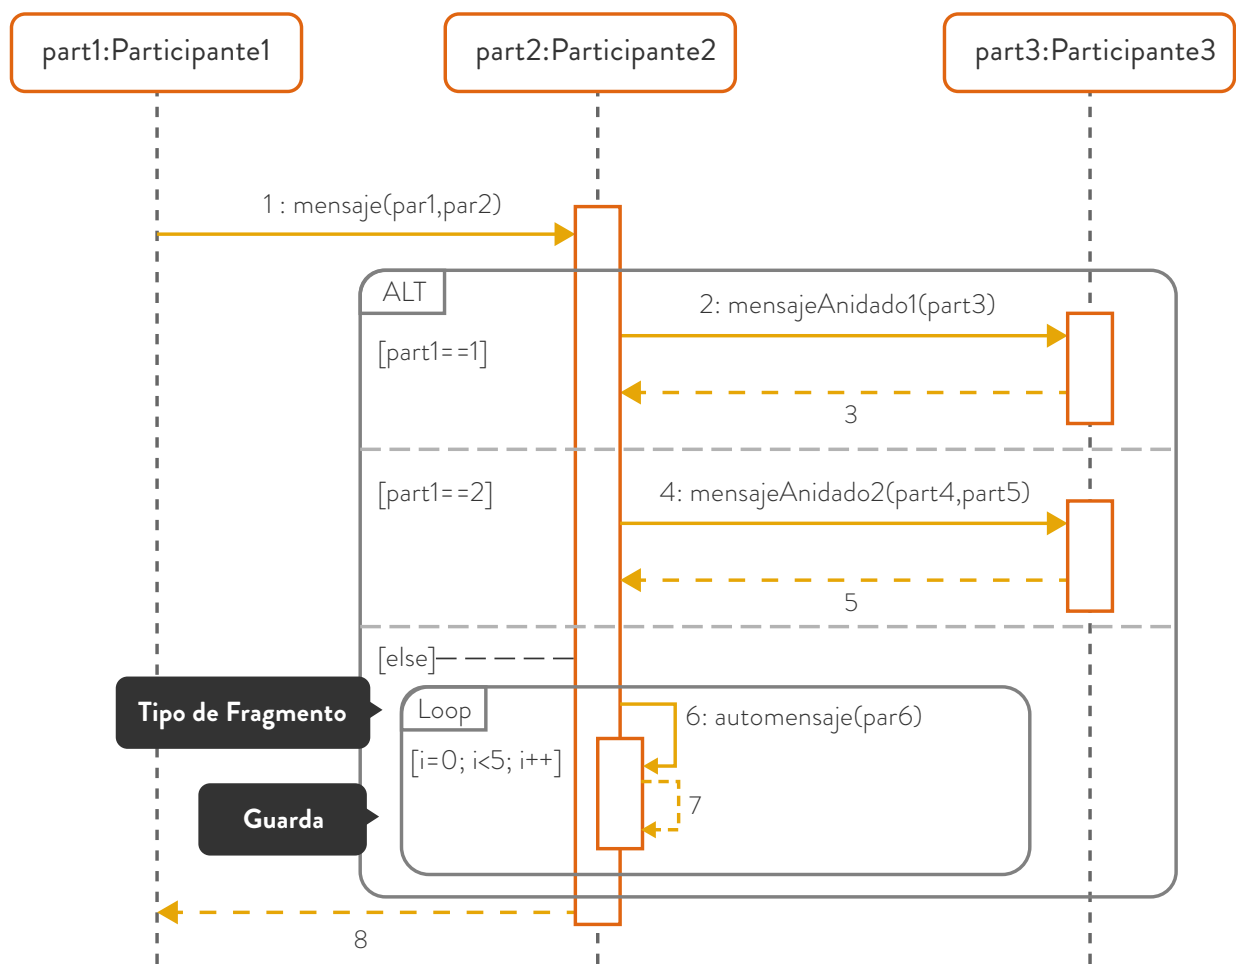 part1:Participante1
part2:Participante2
part3:Participante3
1 : mensaje(par1,par2)
ALT
2: mensajeAnidado1(part3)
[part1==1]
3
[part1==2]
4: mensajeAnidado2(part4,part5)
5
[else]
Tipo de Fragmento
Loop
6: automensaje(par6)
[i=0; i<5; i++]
7
Guarda
8